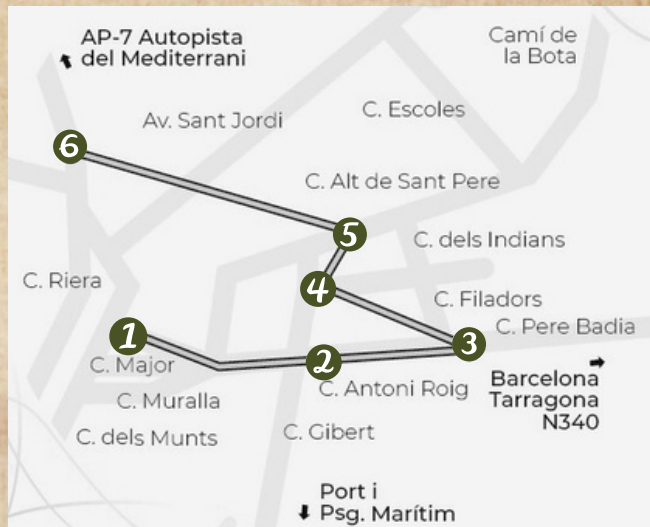 AP-7 Autopista
del Mediterrani
Camí de
la Bota
Av. Sant Jordi
C. Escoles
6
C. Alt de Sant Pere
5
C. dels Indians
C. Riera
4
C. Filadors
1
C. Pere Badia
3
2
C. Major
C. Antoni Roig
Barcelona
Tarragona
N340
C. Muralla
C. dels Munts
C. Gibert
Port i
Psg. Marítim